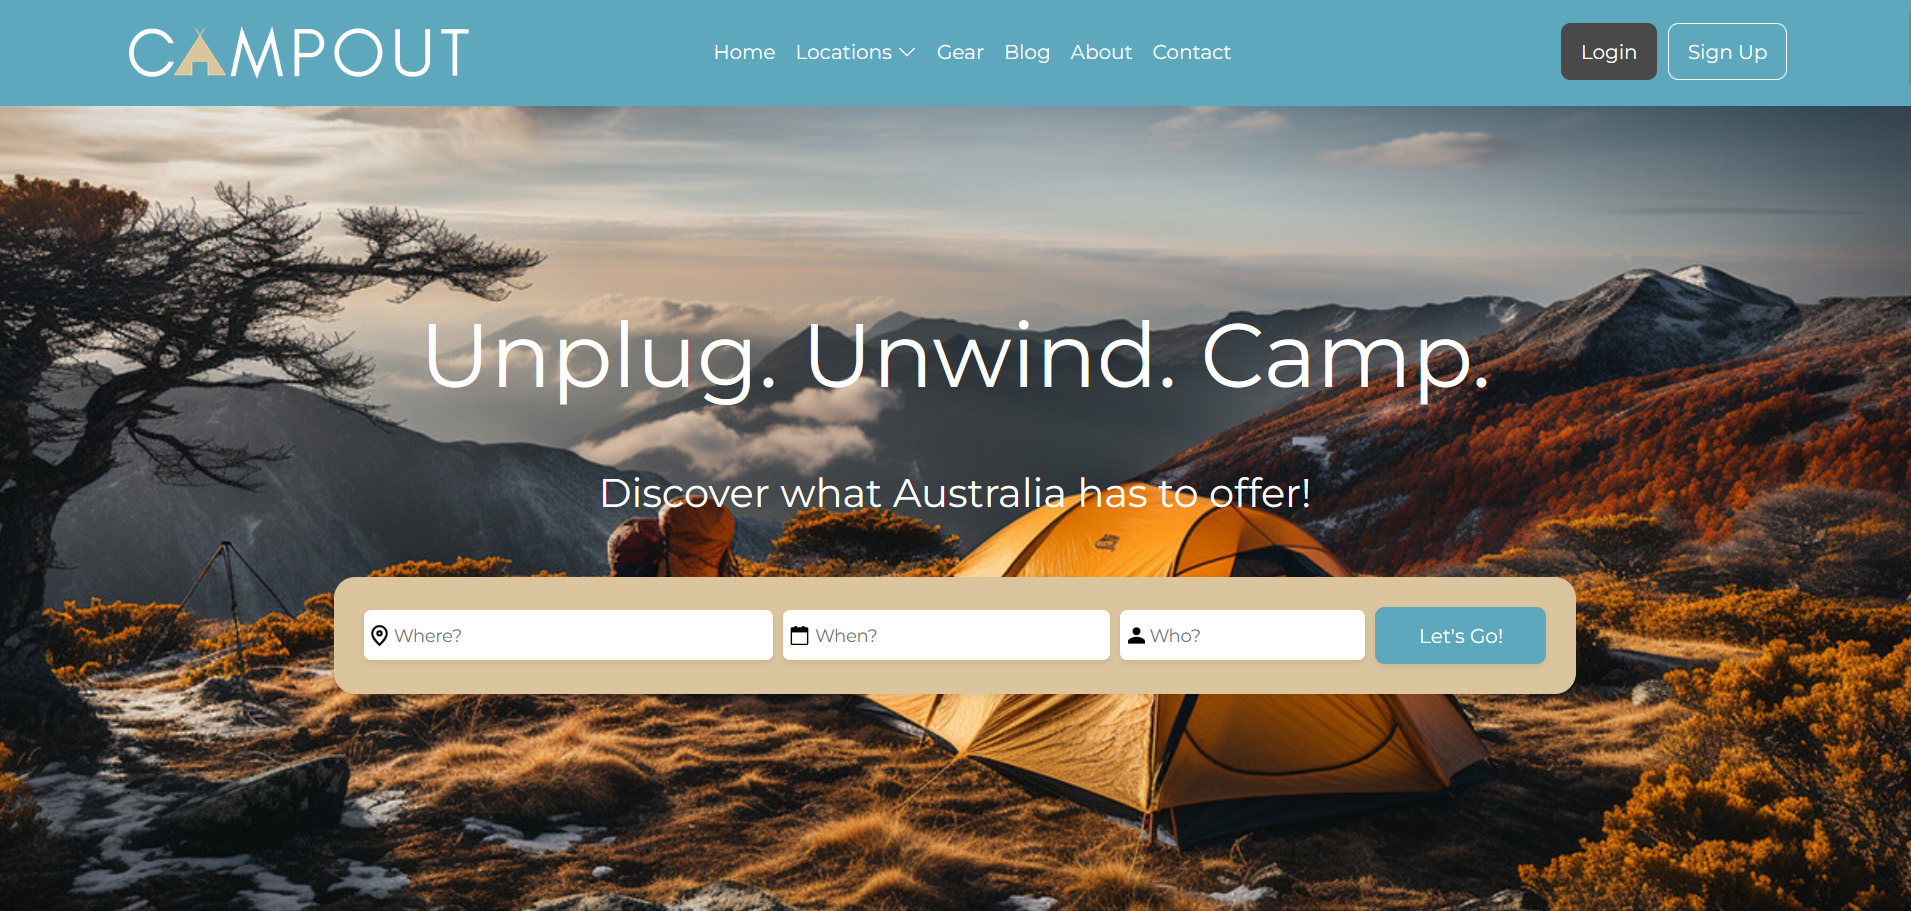 CAMPOUT
Home Locations Gear Blog About Contact
Login Sign Up
Unplug. Unwind. Camp.
Discover what Australia has to offer!
Where? When? Who? Let's Go!